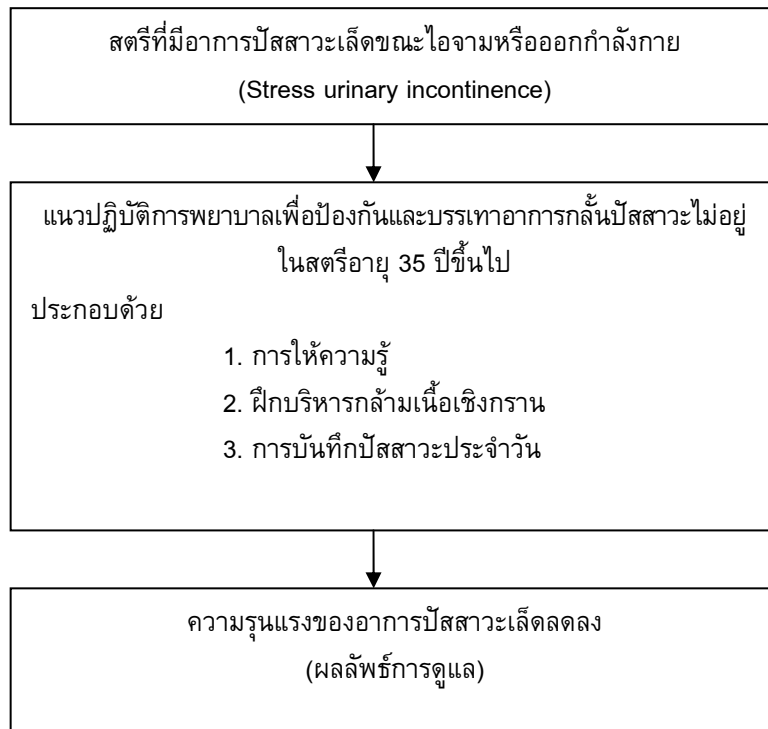 สตรีที่มีอาการปัสสาวะเล็ดขณะไอจามหรือออกกำลังกาย
(Stress urinary incontinence)
แนวปฏิบัติการพยาบาลเพื่อป้องกันและบรรเทาอาการกลั้นปัสสาวะไม่อยู่
ในสตรีอายุ 35 ปีขึ้นไป
ประกอบด้วย
1. การให้ความรู้
2. ฝึกบริหารกล้ามเนื้อเชิงกราน
3. การบันทึกปัสสาวะประจำวัน
ความรุนแรงของอาการปัสสาวะเล็ดลดลง
(ผลลัพธ์การดูแล)